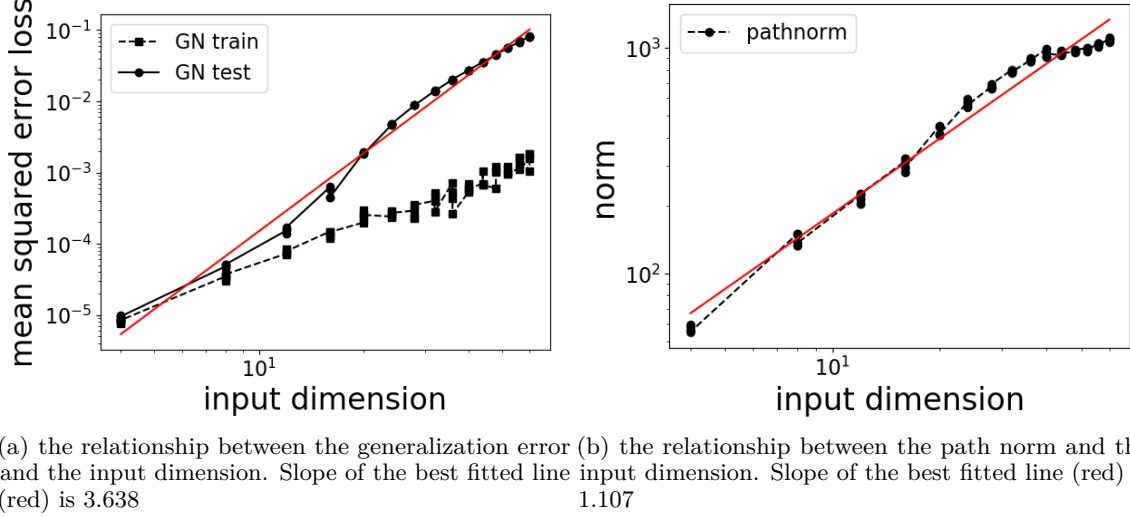 mean squared error loss
10⁻¹
10⁻²
10⁻³
10⁻⁴
10⁻⁵
GN train
GN test
10¹
input dimension
norm
10³
10²
pathnorm
10¹
input dimension
(a) the relationship between the generalization error
and the input dimension. Slope of the best fitted line
(red) is 3.638
(b) the relationship between the path norm and
input dimension. Slope of the best fitted line (red)
1.107